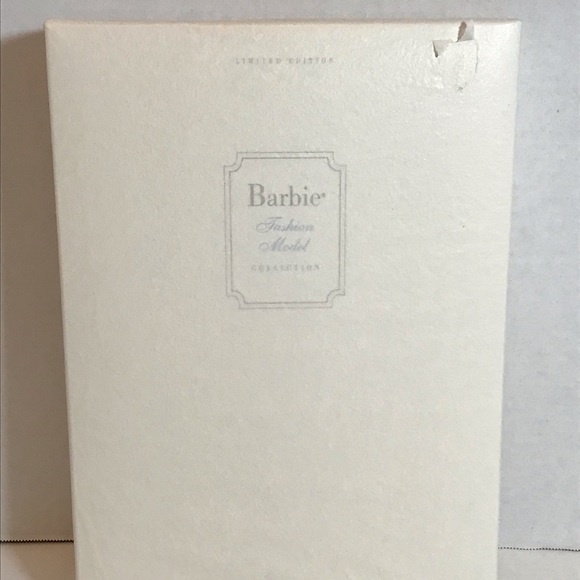 LIMITED EDITION
Barbie®
Fashion
Model
COLLECTION